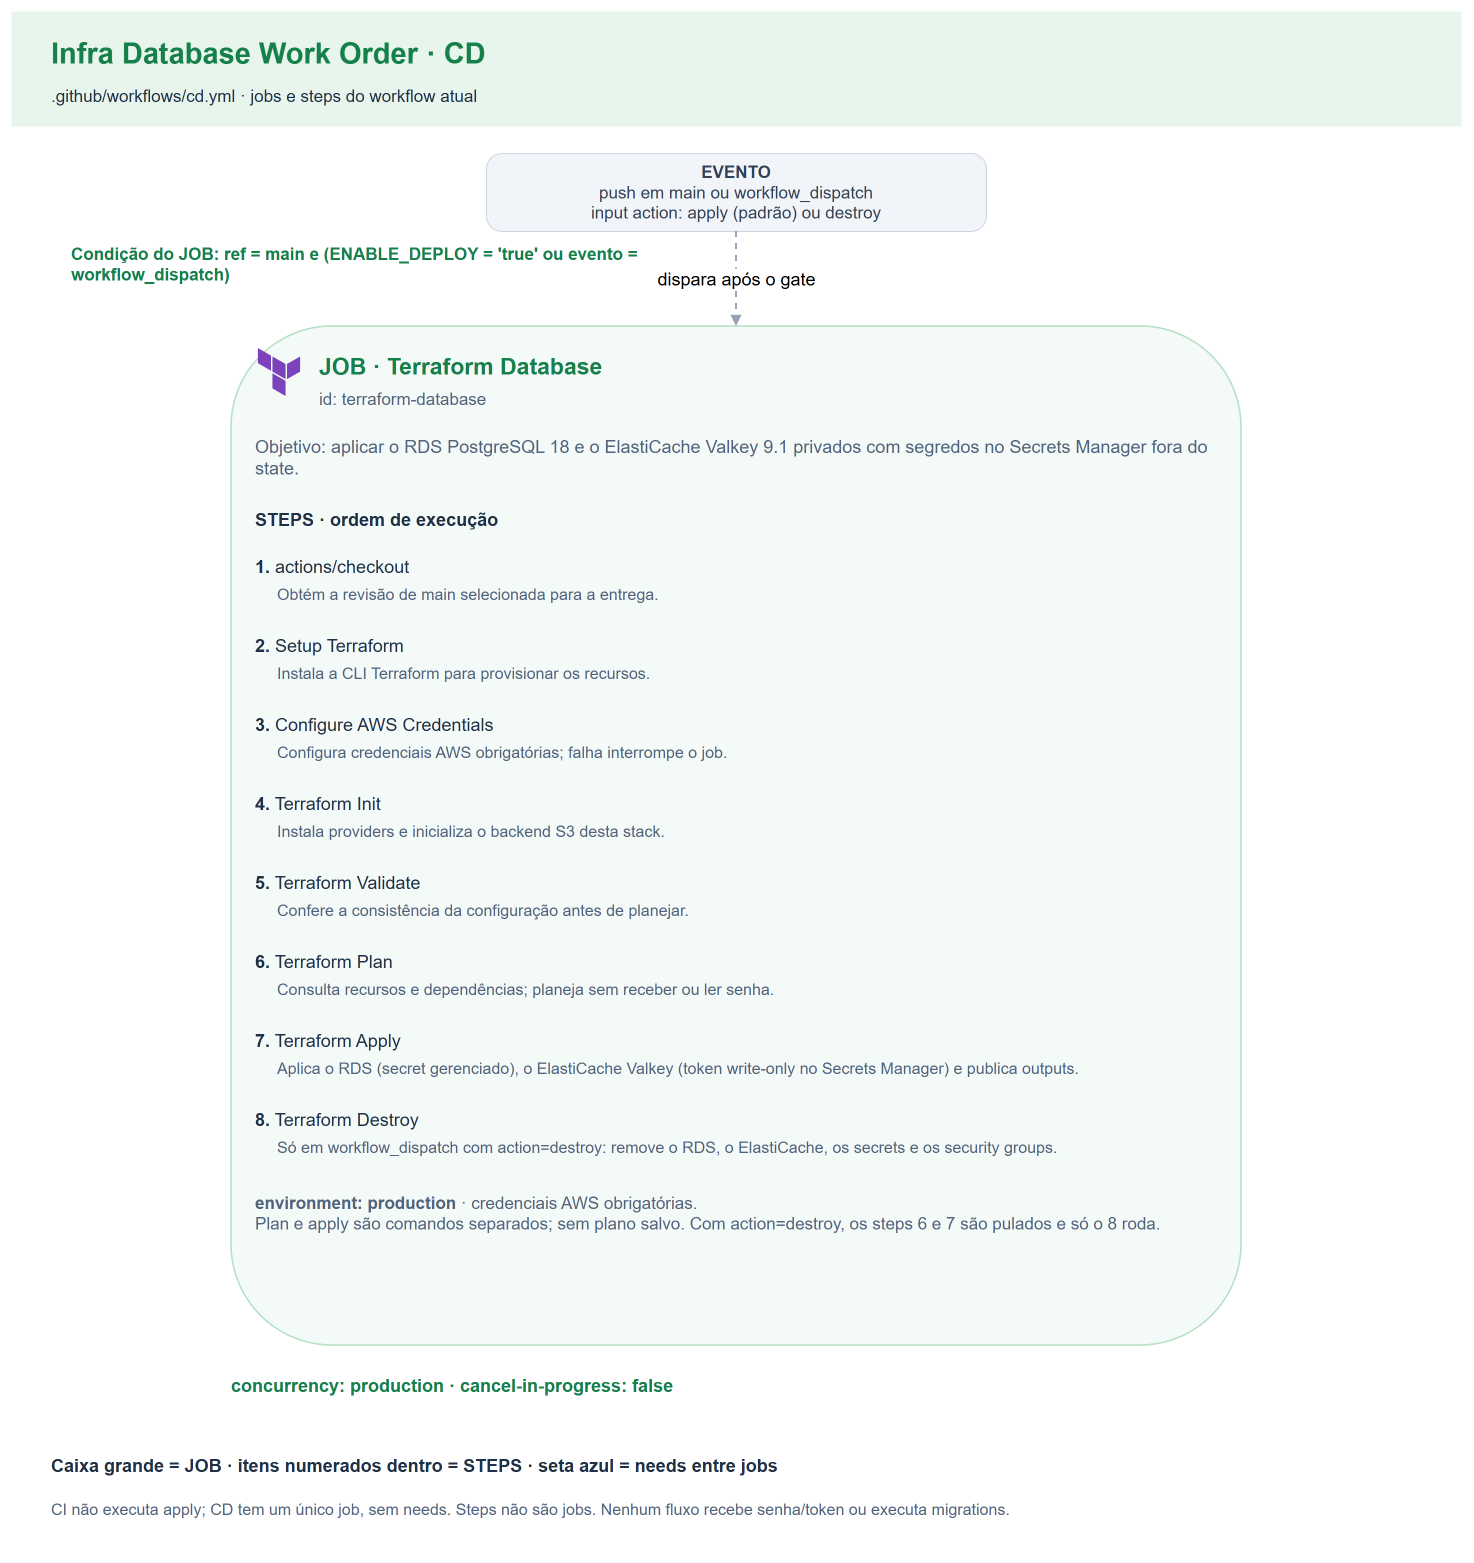 Infra Database Work Order · CD
.github/workflows/cd.yml · jobs e steps do workflow atual
EVENTO
push em main ou workflow_dispatch
input action: apply (padrão) ou destroy
Condição do JOB: ref = main e (ENABLE_DEPLOY = 'true' ou evento =
workflow_dispatch)
dispara após o gate
JOB · Terraform Database
id: terraform-database
Objetivo: aplicar o RDS PostgreSQL 18 e o ElastiCache Valkey 9.1 privados com segredos no Secrets Manager fora do
state.
STEPS · ordem de execução
1. actions/checkout
Obtém a revisão de main selecionada para a entrega.
2. Setup Terraform
Instala a CLI Terraform para provisionar os recursos.
3. Configure AWS Credentials
Configura credenciais AWS obrigatórias; falha interrompe o job.
4. Terraform Init
Instala providers e inicializa o backend S3 desta stack.
5. Terraform Validate
Confere a consistência da configuração antes de planejar.
6. Terraform Plan
Consulta recursos e dependências; planeja sem receber ou ler senha.
7. Terraform Apply
Aplica o RDS (secret gerenciado), o ElastiCache Valkey (token write-only no Secrets Manager) e publica outputs.
8. Terraform Destroy
Só em workflow_dispatch com action=destroy: remove o RDS, o ElastiCache, os secrets e os security groups.
environment: production · credenciais AWS obrigatórias.
Plan e apply são comandos separados; sem plano salvo. Com action=destroy, os steps 6 e 7 são pulados e só o 8 roda.
concurrency: production · cancel-in-progress: false
Caixa grande = JOB · itens numerados dentro = STEPS · seta azul = needs entre jobs
CI não executa apply; CD tem um único job, sem needs. Steps não são jobs. Nenhum fluxo recebe senha/token ou executa migrations.